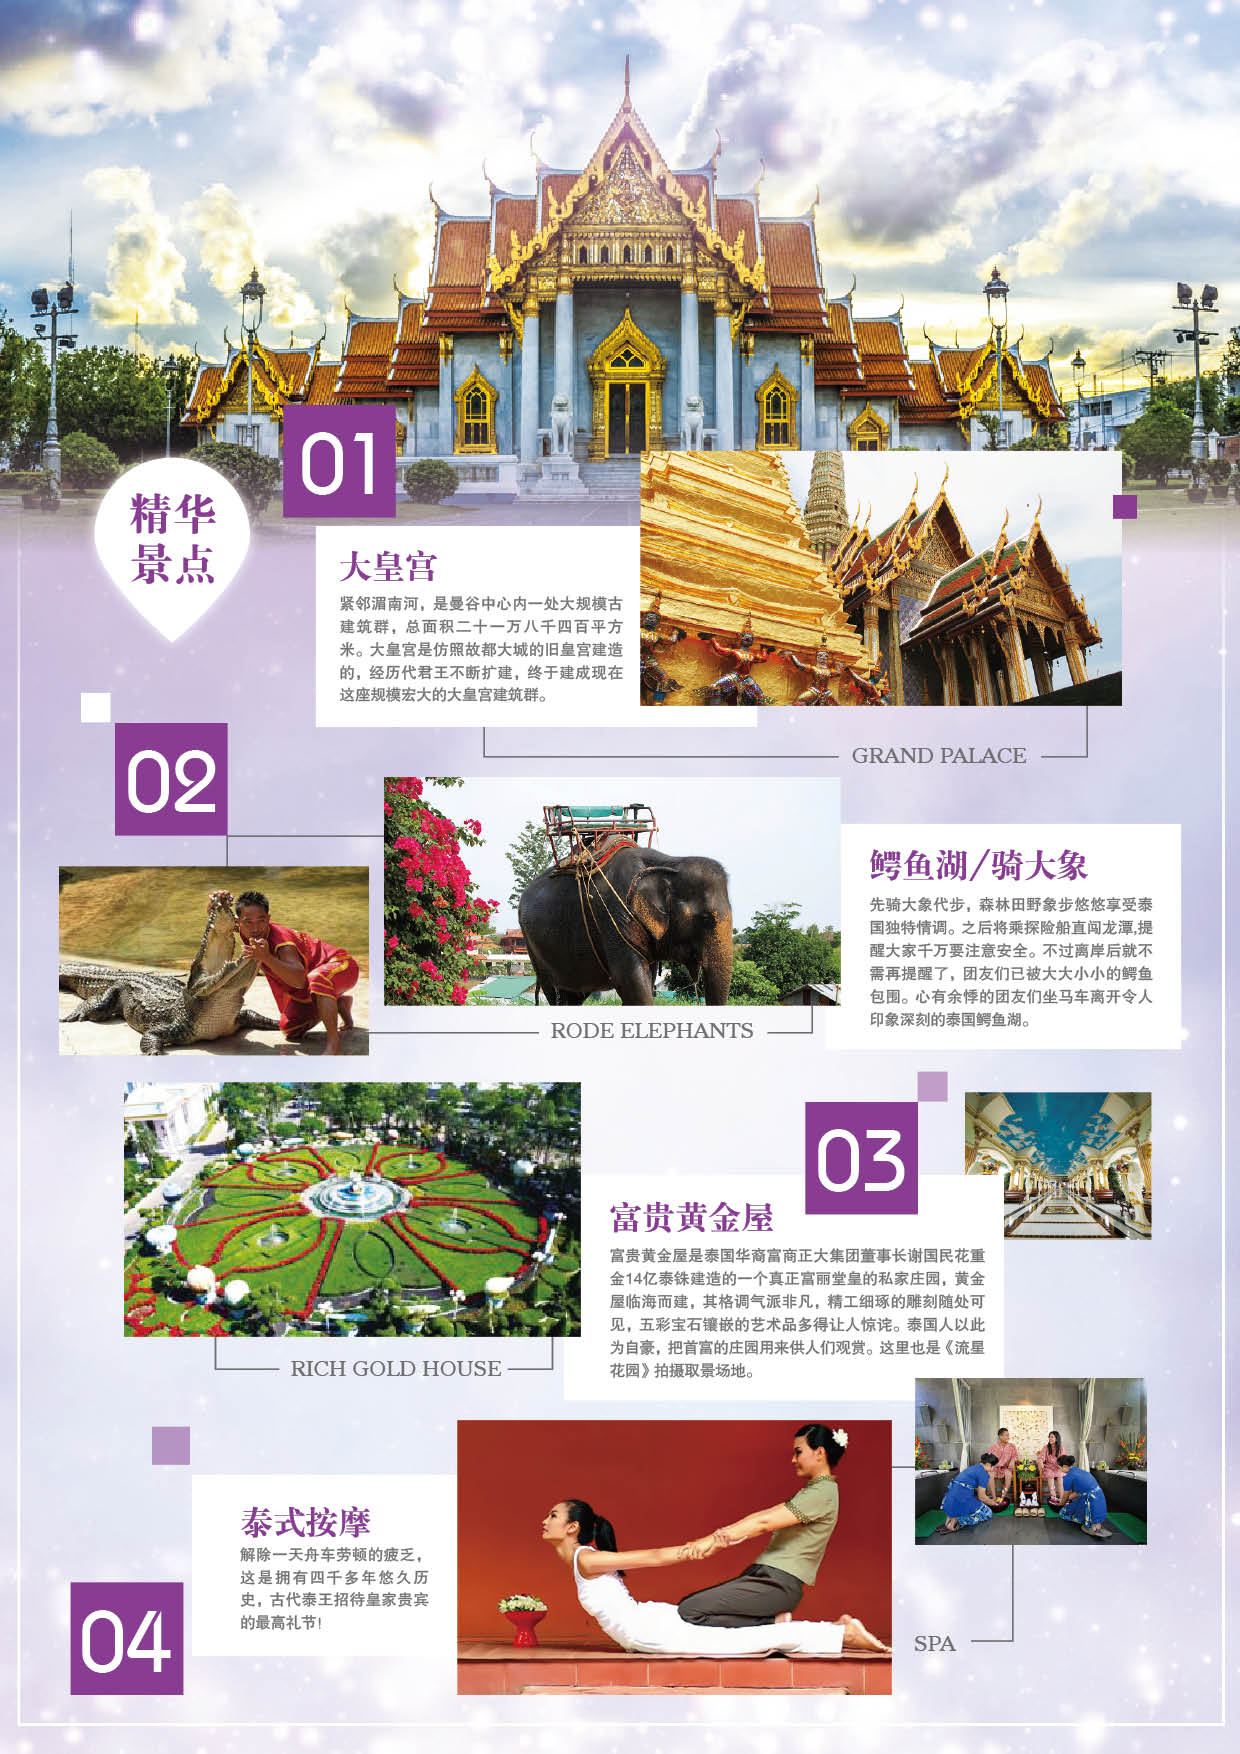 精华
景点
01
大皇宫
紧邻湄南河，是曼谷中心内一处大规模古
建筑群，总面积二十一万八千四百平方
米。大皇宫是仿照故都大城的旧皇宫建造
的，经历代君王不断扩建，终于建成现在
这座规模宏大的大皇宫建筑群。
GRAND PALACE
02
鳄鱼湖/骑大象
先骑大象代步，森林田野象步悠悠享受泰
国独特情调。之后将乘探险船直闯龙潭,提
醒大家千万要注意安全。不过离岸后就不
需再提醒了，团友们已被大大小小的鳄鱼
包围。心有余悸的团友们坐马车离开令人
印象深刻的泰国鳄鱼湖。
RODE ELEPHANTS
03
富贵黄金屋
富贵黄金屋是泰国华裔富商正大集团董事长谢国民花重
金14亿泰铢建造的一个真正富丽堂皇的私家庄园，黄金
屋临海而建，其格调气派非凡，精工细琢的雕刻随处可
见，五彩宝石镶嵌的艺术品多得让人惊诧。泰国人以此
为自豪，把首富的庄园用来供人们观赏。这里也是《流星
花园》拍摄取景场地。
RICH GOLD HOUSE
04
泰式按摩
解除一天舟车劳顿的疲乏，
这是拥有四千多年悠久历
史，古代泰王招待皇家贵宾
的最高礼节!
SPA